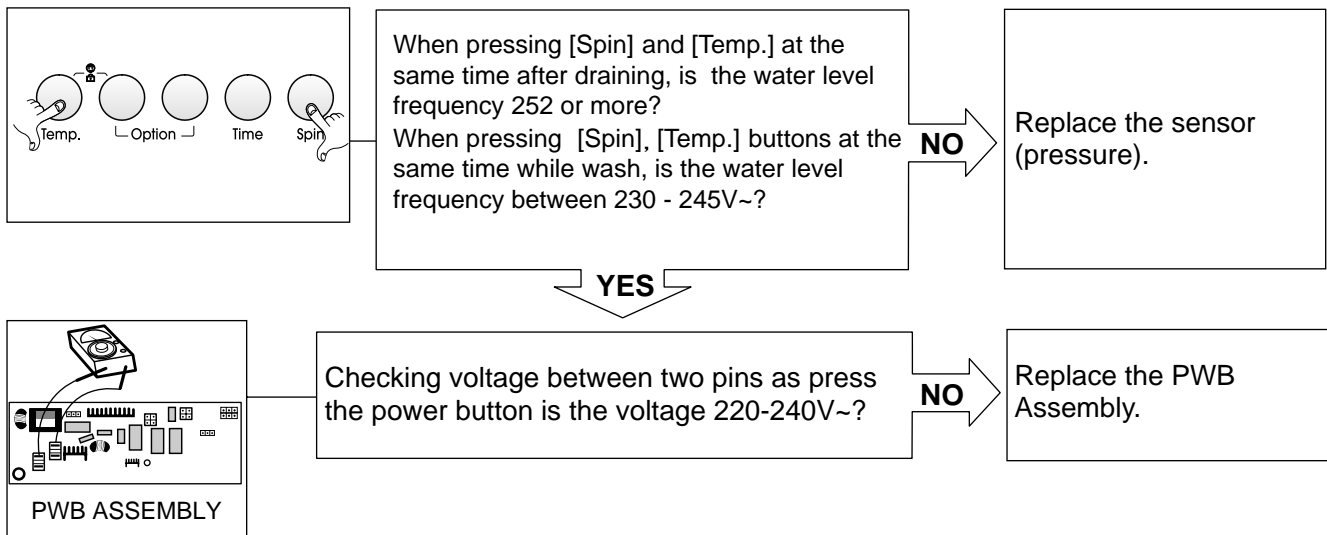 Temp.
Option
Time
Spin
When pressing [Spin] and [Temp.] at the
same time after draining, is the water level
frequency 252 or more?
When pressing [Spin], [Temp.] buttons at the
same time while wash, is the water level
frequency between 230 - 245V~?
NO
Replace the sensor
(pressure).
YES
PWB ASSEMBLY
Checking voltage between two pins as press
the power button is the voltage 220-240V~?
NO
Replace the PWB
Assembly.